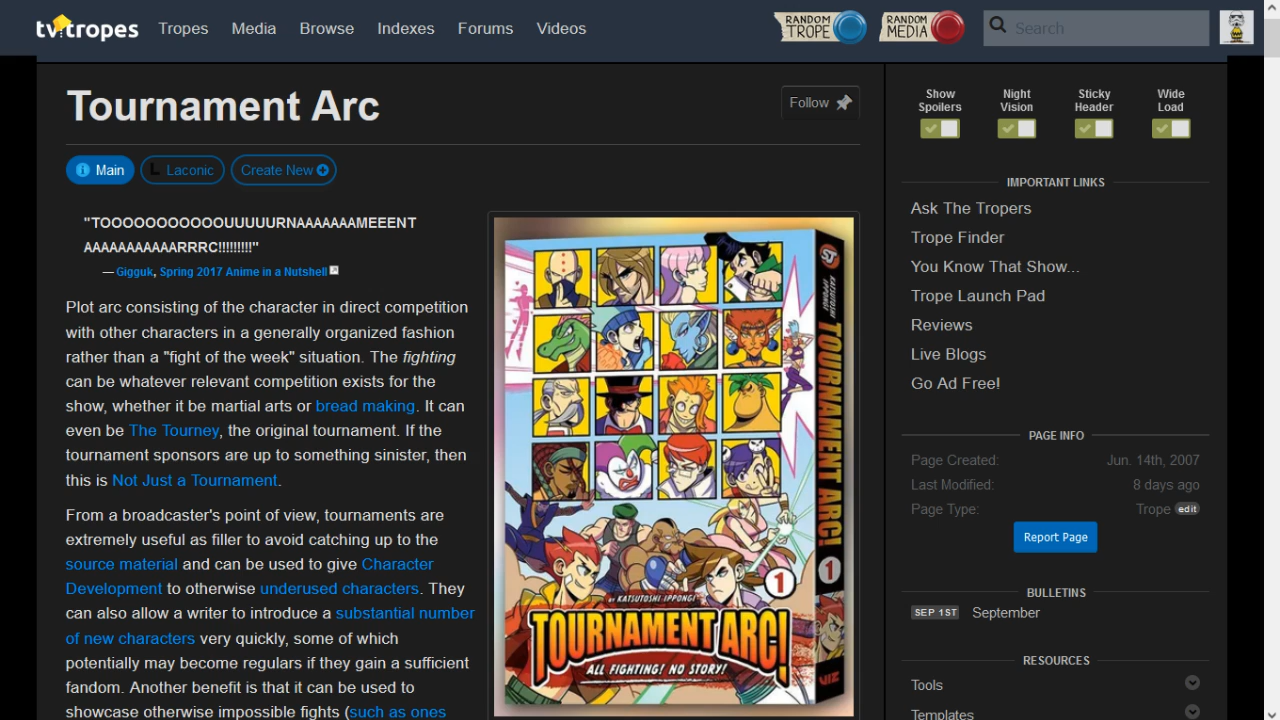 tvtropes
Tropes
Media
Browse
Indexes
Forums
Videos
RANDOM
TROPE
RANDOM
MEDIA
Search
Tournament Arc
Follow
Main
L Laconic
Create New
"TOOOOOOOOOOOUUUUURNAAAAAAAMEEENT
AAAAAAAAAAARRRC!!!!!!!!!"
— Gigguk, Spring 2017 Anime in a Nutshell
Plot arc consisting of the character in direct competition
with other characters in a generally organized fashion
rather than a "fight of the week" situation. The fighting
can be whatever relevant competition exists for the
show, whether it be martial arts or bread making. It can
even be The Tourney, the original tournament. If the
tournament sponsors are up to something sinister, then
this is Not Just a Tournament.
From a broadcaster's point of view, tournaments are
extremely useful as filler to avoid catching up to the
source material and can be used to give Character
Development to otherwise underused characters. They
can also allow a writer to introduce a substantial number
of new characters very quickly, some of which
potentially may become regulars if they gain a sufficient
fandom. Another benefit is that it can be used to
showcase otherwise impossible fights (such as ones
SJ
KATSUTOSHI
IPPONGI
TOURNAMENT ARC!
1
VIZ
1
BY KATSUTOSHI IPPONGI
TOURNAMENT ARC!
ALL FIGHTING! NO STORY!
Show
Spoilers
Night
Vision
Sticky
Header
Wide
Load
IMPORTANT LINKS
Ask The Tropers
Trope Finder
You Know That Show...
Trope Launch Pad
Reviews
Live Blogs
Go Ad Free!
PAGE INFO
Page Created: Jun. 14th, 2007
Last Modified: 8 days ago
Page Type: Trope edit
Report Page
BULLETINS
SEP 1ST September
RESOURCES
Tools
Templates